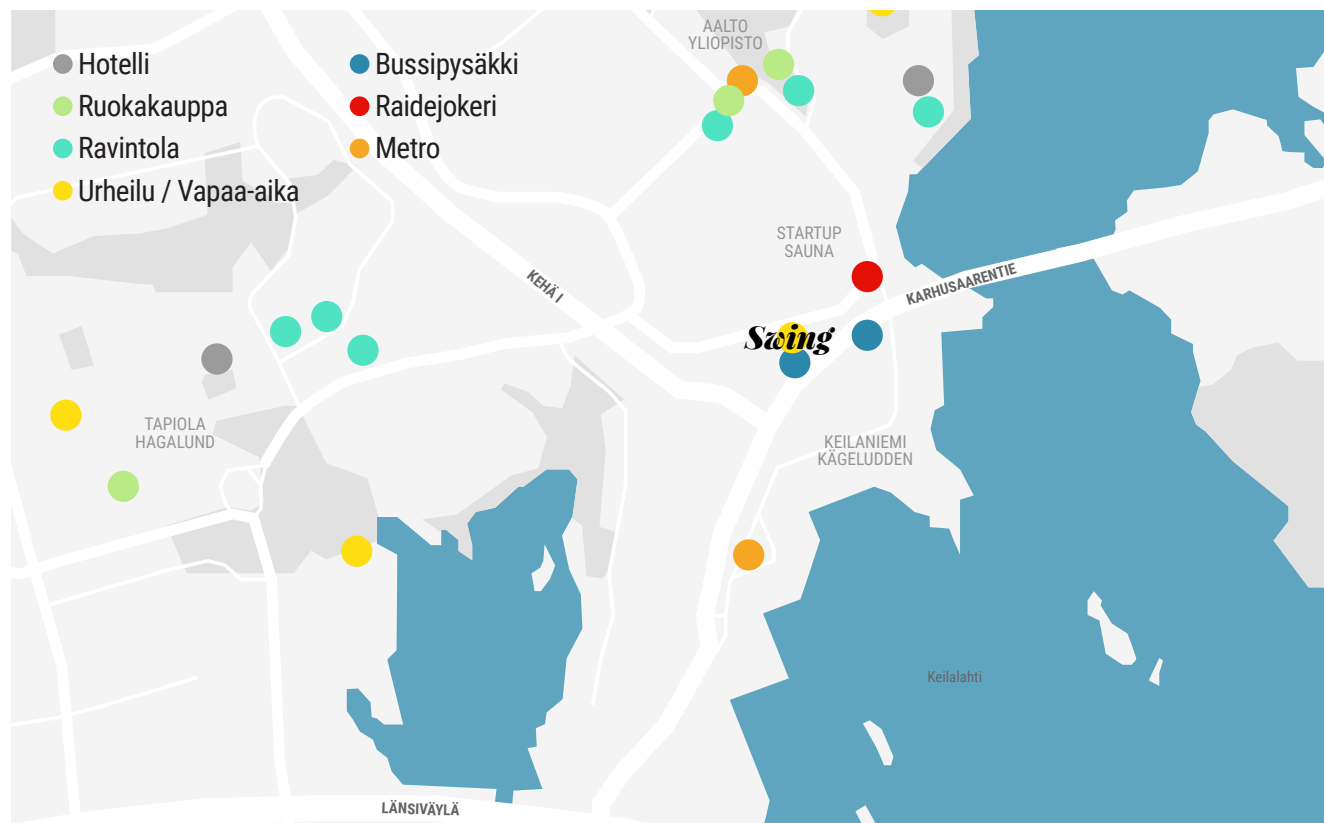 Hotelli
Ruokakauppa
Ravintola
Urheilu / Vapaa-aika
Bussipysäkki
Raidejokeri
Metro
AALTO
YLIOPISTO
STARTUP
SAUNA
KEHÄ I
KARHUSAARENTIE
Swing
TAPIOLA
HAGALUND
KEILANIEMI
KÄGELUDDEN
Keilalahti
LÄNSIVÄYLÄ